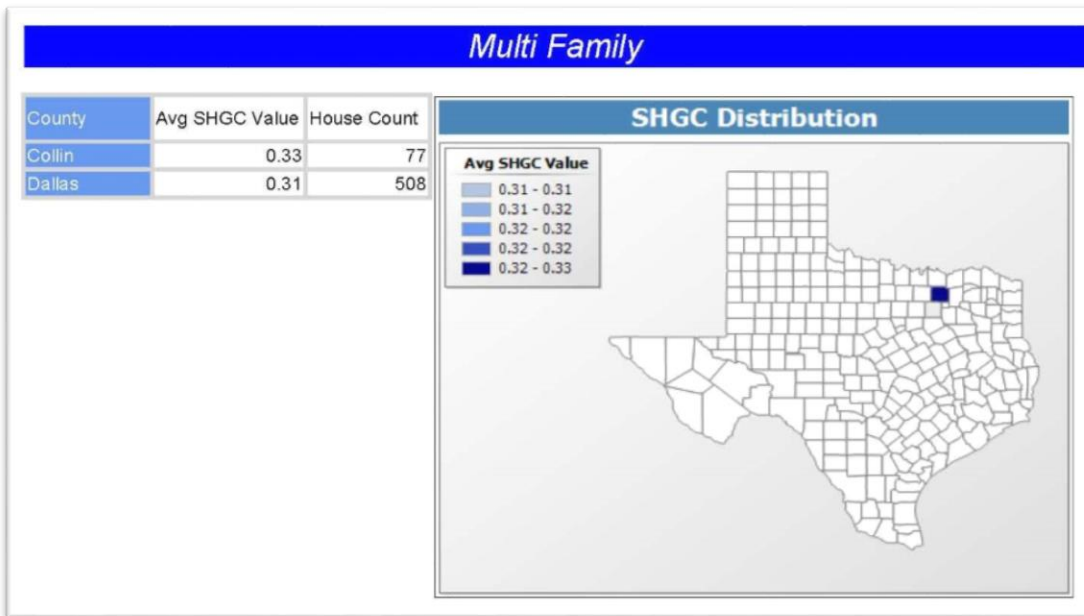 Multi Family
County Avg SHGC Value House Count
Collin 0.33 77
Dallas 0.31 508
SHGC Distribution
Avg SHGC Value
0.31 - 0.31
0.31 - 0.32
0.32 - 0.32
0.32 - 0.32
0.32 - 0.33